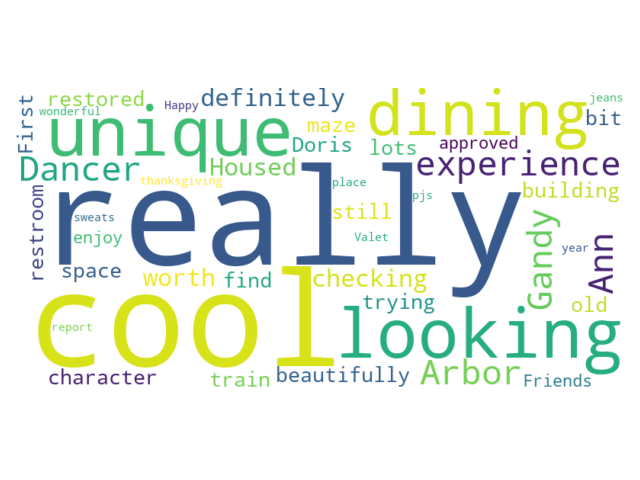 First
restored
wonderful
Happy
definitely
dining
jeans
bit
unique
maze
Doris
lots
approved
Dancer
Housed
experience
thanksgiving
really
place
pjs
building
restroom
sweats
enjoy
still
Valet
Gandy
Ann
year
space
worth
find
checking
cool
trying
old
report
looking
character
train
beautifully
Arbor
Friends